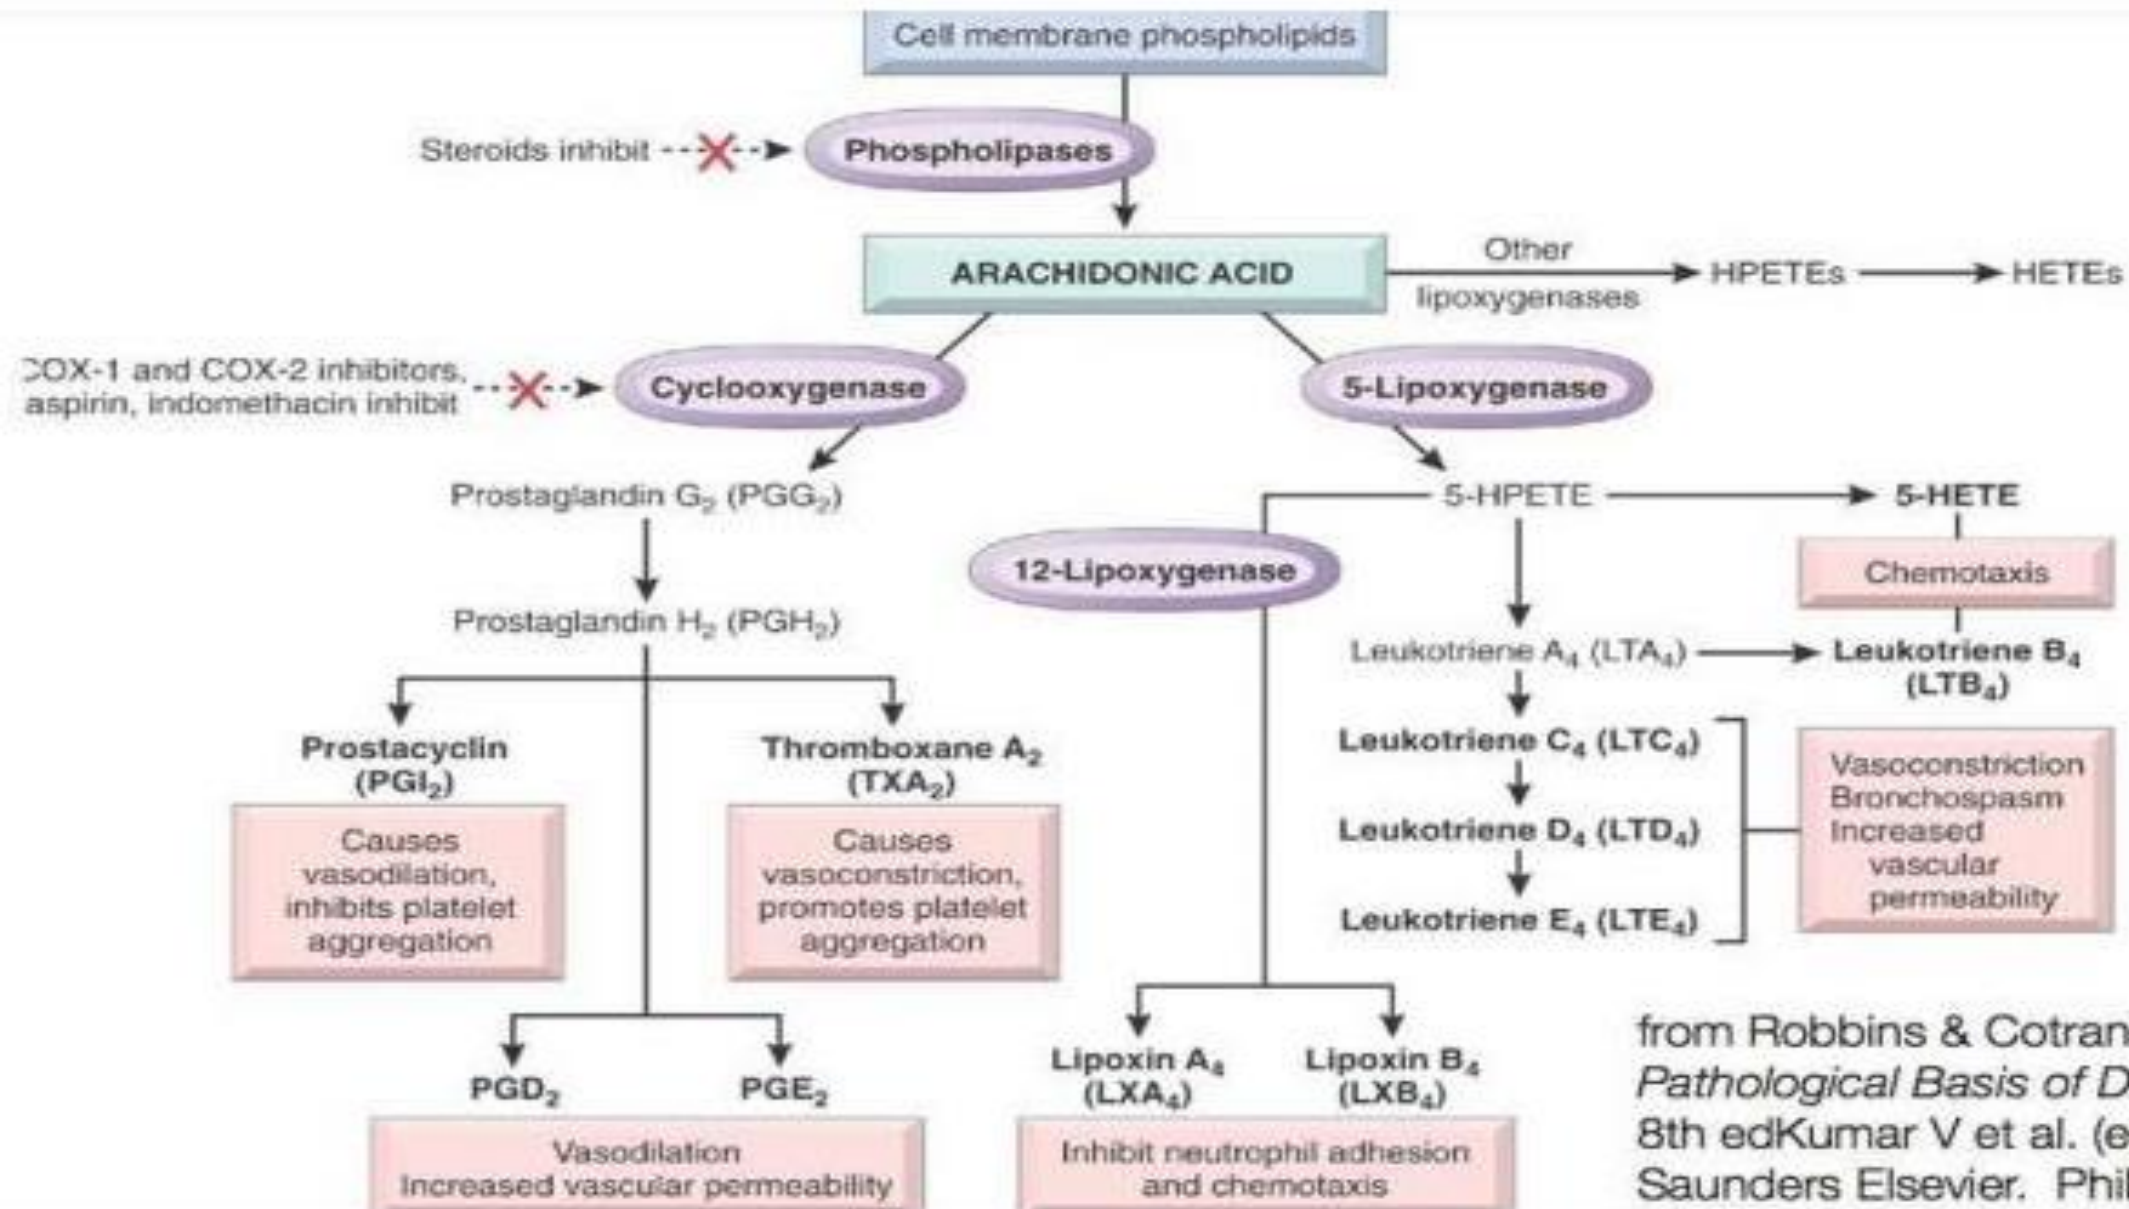 Cell membrane phospholipids
Steroids inhibit
Phospholipases
ARACHIDONIC ACID
Other
lipoxygenases
HPETEs
HETEs
COX-1 and COX-2 inhibitors,
aspirin, indomethacin inhibit
Cyclooxygenase
5-Lipoxygenase
Prostaglandin G₂ (PGG₂)
5-HPETE
5-HETE
12-Lipoxygenase
Chemotaxis
Prostaglandin H₂ (PGH₂)
Leukotriene A₄ (LTA₄)
Leukotriene B₄
(LTB₄)
Prostacyclin
(PGI₂)
Thromboxane A₂
(TXA₂)
Leukotriene C₄ (LTC₄)
Leukotriene D₄ (LTD₄)
Leukotriene E₄ (LTE₄)
Vasoconstriction
Bronchospasm
Increased
vascular
permeability
Causes
vasodilation,
inhibits platelet
aggregation
Causes
vasoconstriction,
promotes platelet
aggregation
PGD₂
PGE₂
Vasodilation
Increased vascular permeability
Lipoxin A₄
(LXA₄)
Lipoxin B₄
(LXB₄)
Inhibit neutrophil adhesion
and chemotaxis
from Robbins & Cotran
Pathological Basis of D
8th edKumar V et al. (e
Saunders Elsevier. Phil